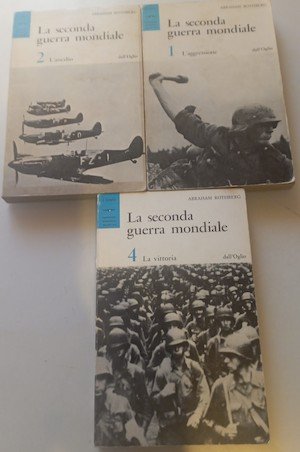 ABRAHAM ROTHBERG
La seconda
guerra mondiale
2 L'assedio
dall'Oglio
ABRAHAM ROTHBERG
La seconda
guerra mondiale
1 L'aggressione
dall'Oglio
ABRAHAM ROTHBERG
La seconda
guerra mondiale
4 La vittoria
dall'Oglio